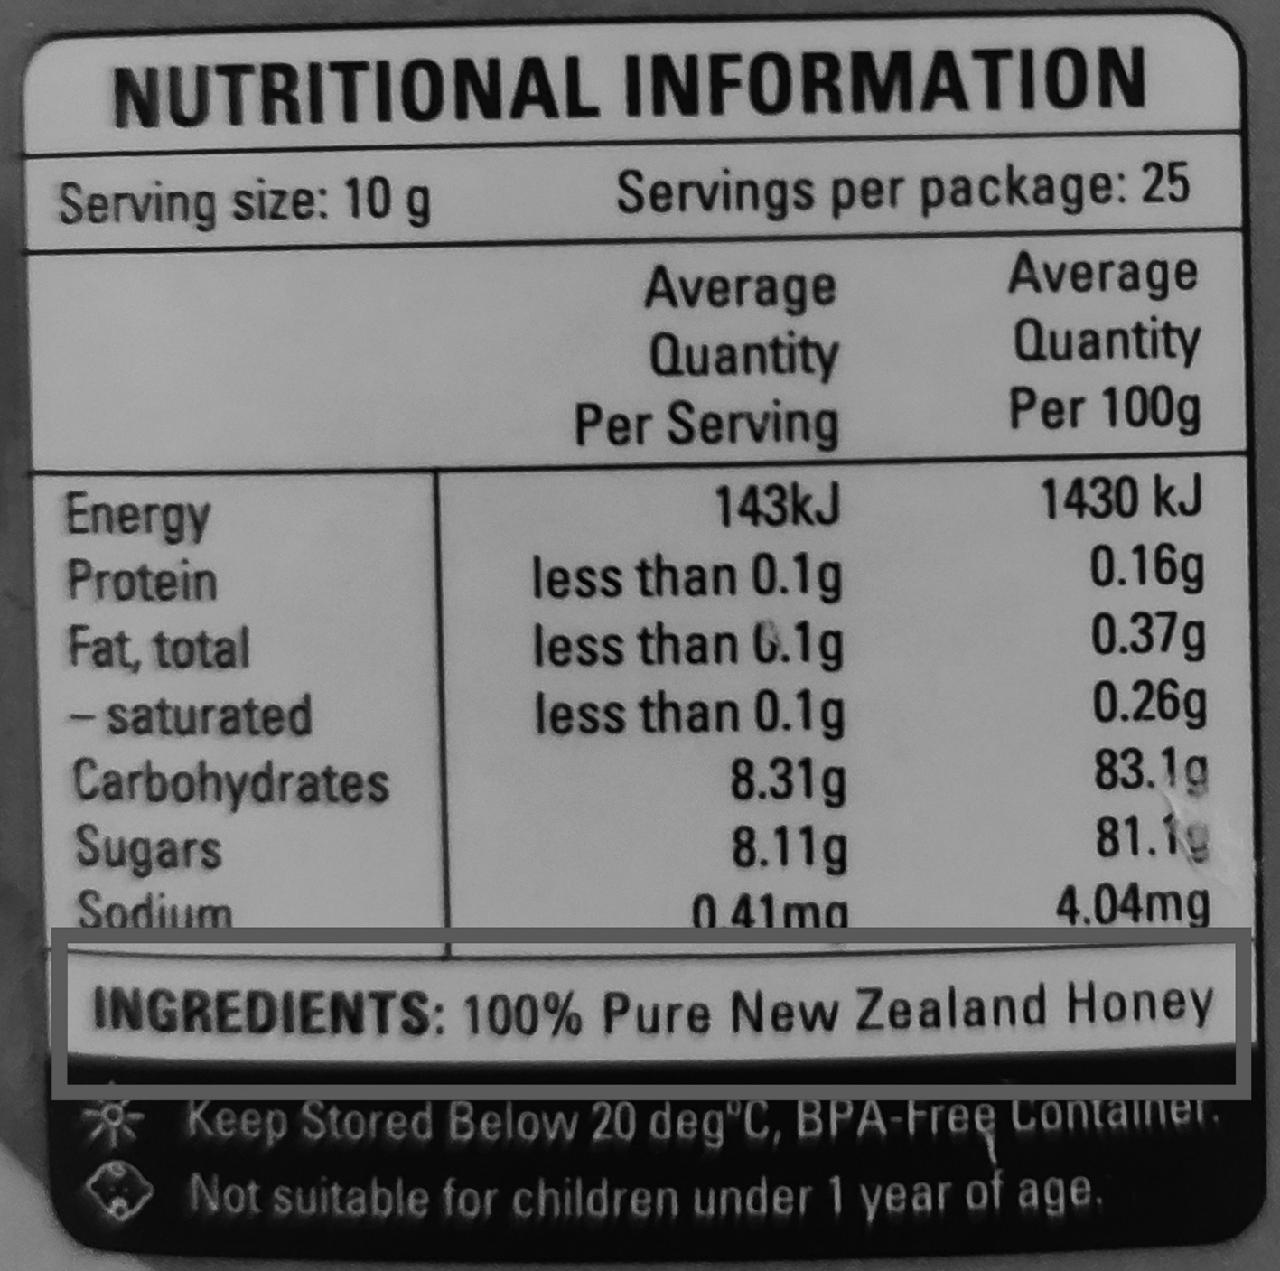 NUTRITIONAL INFORMATION
Serving size: 10 g Servings per package: 25
Average Quantity Per Serving Average Quantity Per 100g
Energy 143kJ 1430 kJ
Protein less than 0.1g 0.16g
Fat, total less than 0.1g 0.37g
– saturated less than 0.1g 0.26g
Carbohydrates 8.31g 83.1g
Sugars 8.11g 81.1g
Sodium 0.41mg 4.04mg
INGREDIENTS: 100% Pure New Zealand Honey
Keep Stored Below 20 degºC, BPA-Free Container.
Not suitable for children under 1 year of age.